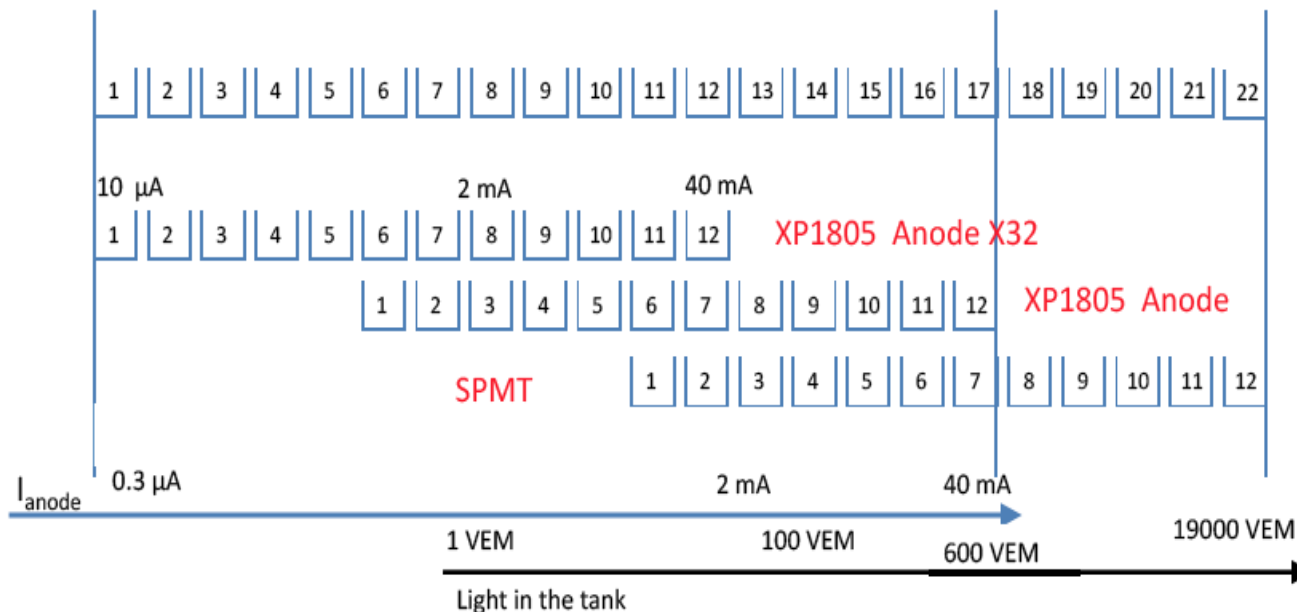 1 2 3 4 5 6 7 8 9 10 11 12 13 14 15 16 17 18 19 20 21 22
10 µA 2 mA 40 mA
1 2 3 4 5 6 7 8 9 10 11 12 XP1805 Anode X32
1 2 3 4 5 6 7 8 9 10 11 12 XP1805 Anode
SPMT 1 2 3 4 5 6 7 8 9 10 11 12
I_anode 0.3 µA 2 mA 40 mA
1 VEM 100 VEM 600 VEM 19000 VEM
Light in the tank